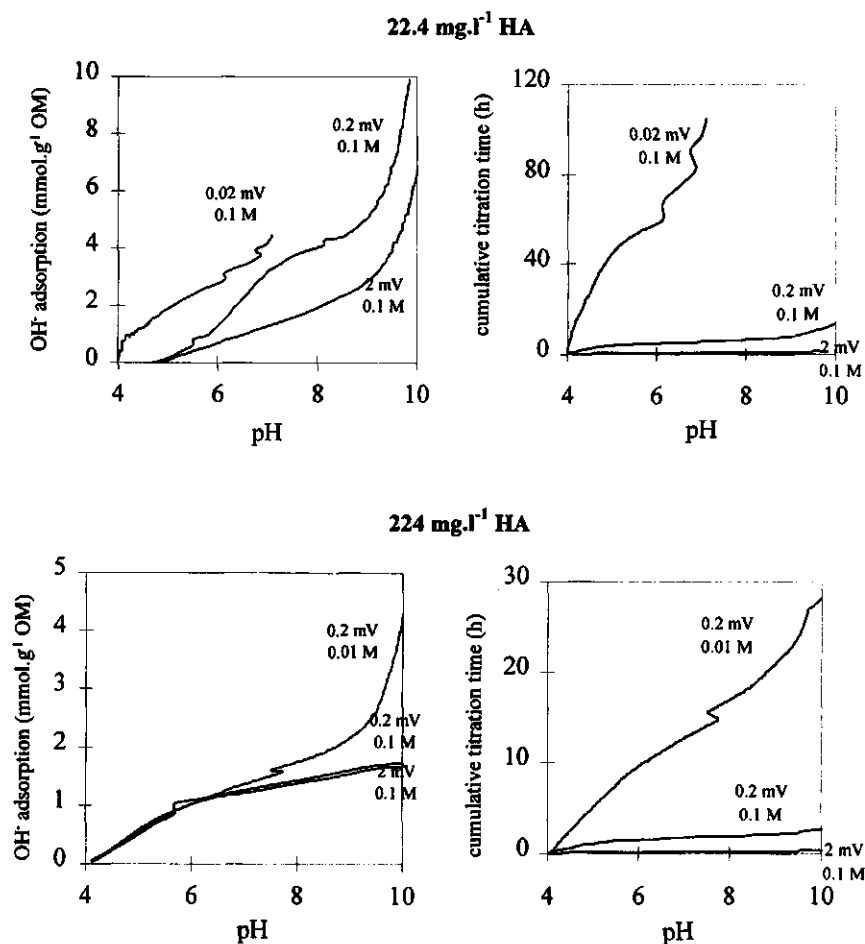 22.4 mg.l⁻¹ HA
OH⁻ adsorption (mmol.g¹ OM)
10
8
6
4
2
0
0.2 mV
0.1 M
0.02 mV
0.1 M
2 mV
0.1 M
4 6 8 10
pH
cumulative titration time (h)
120
80
40
0
0.02 mV
0.1 M
0.2 mV
0.1 M
2 mV
0.1 M
4 6 8 10
pH
224 mg.l⁻¹ HA
OH⁻ adsorption (mmol.g¹ OM)
5
4
3
2
1
0
0.2 mV
0.01 M
0.2 mV
0.1 M
2 mV
0.1 M
4 6 8 10
pH
cumulative titration time (h)
30
20
10
0
0.2 mV
0.01 M
0.2 mV
0.1 M
2 mV
0.1 M
4 6 8 10
pH